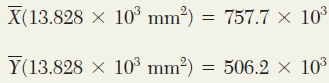 X̅(13.828 × 10³ mm²) = 757.7 × 10³
Y̅(13.828 × 10³ mm²) = 506.2 × 10³